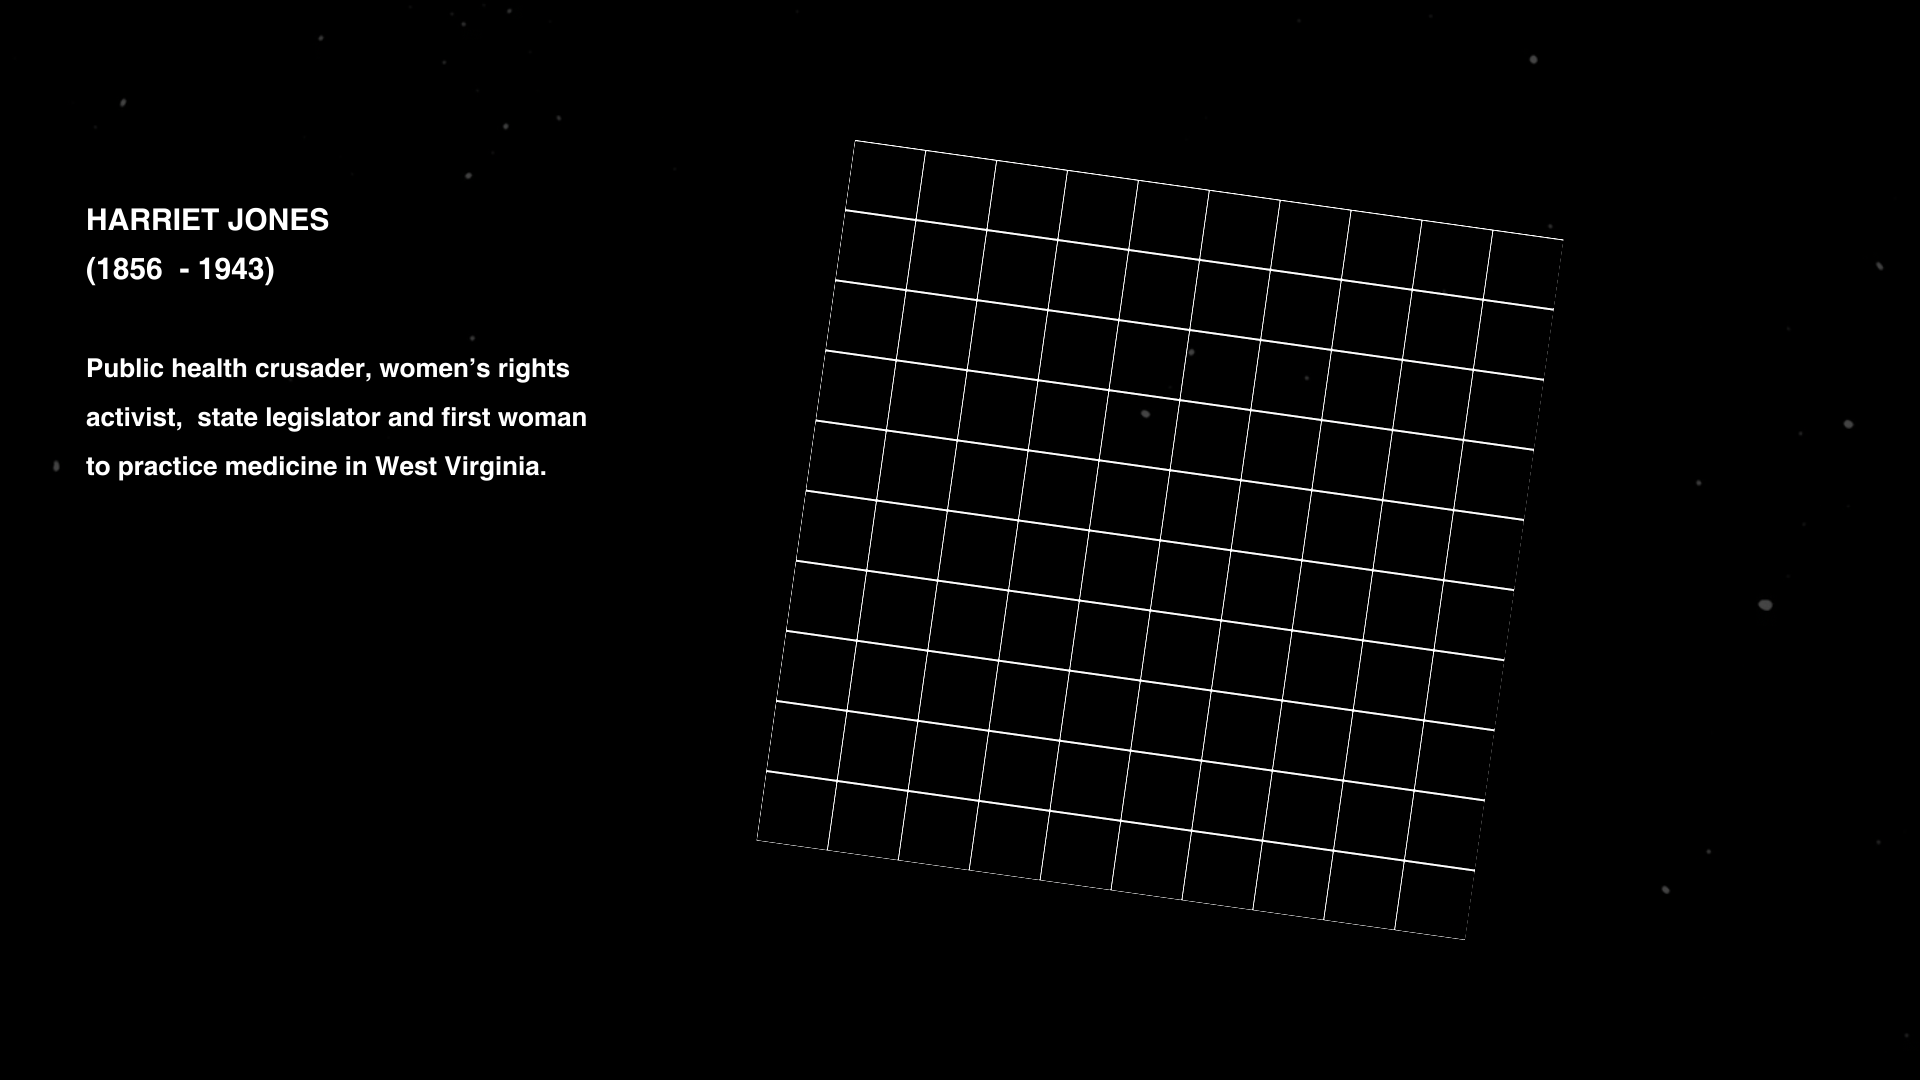 HARRIET JONES
(1856  - 1943)
Public health crusader, women’s rights
activist,  state legislator and first woman
to practice medicine in West Virginia.